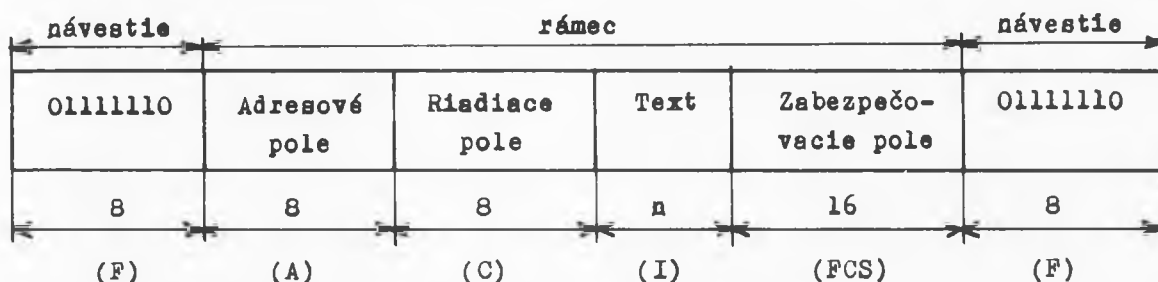 návestie rámec návestie
01111110 Adresové Riadiace Text Zabezpečo- 01111110
pole pole vacie pole
8 8 8 n 16 8
(F) (A) (C) (I) (FCS) (F)